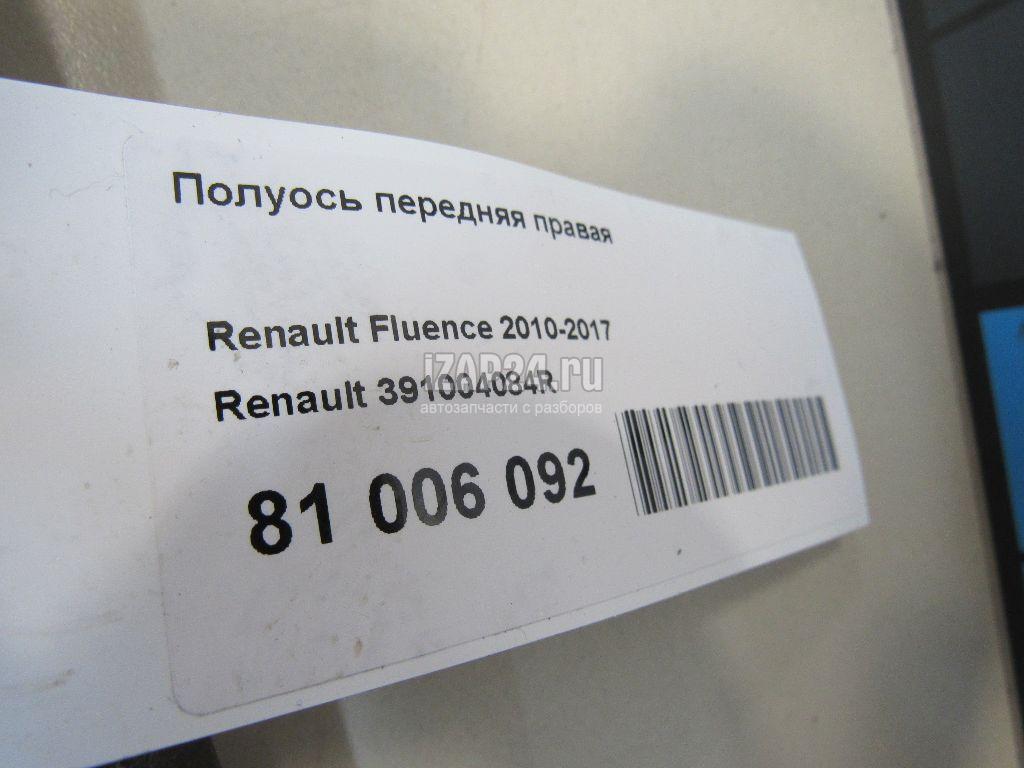 Полуось передняя правая
Renault Fluence 2010-2017
iZAP24.ru
Renault 391004084R
автозапчасти с разборов
81 006 092